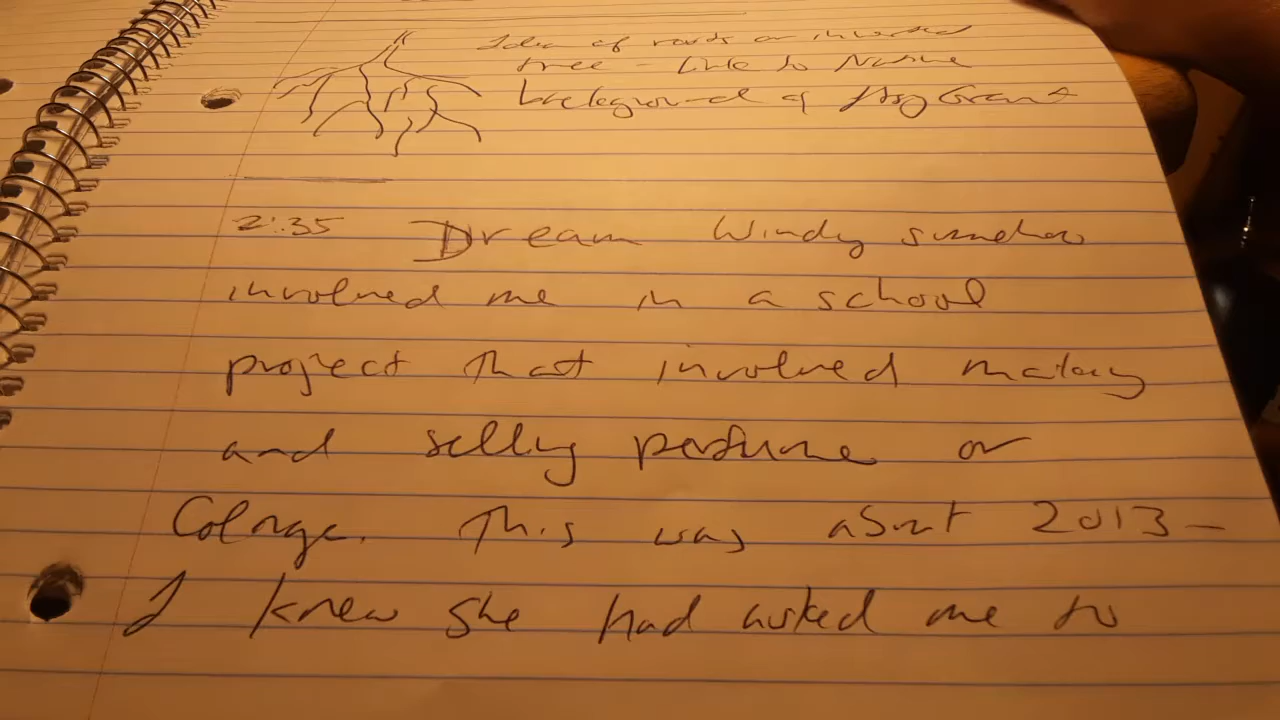 Idea of roots or inverted
tree - link to Native
background of
2:35 Dream Windy somehow
involved me in a school
project that involved making
and selling perfume or
Cologne. This was about 2013 -
I knew she had asked me to